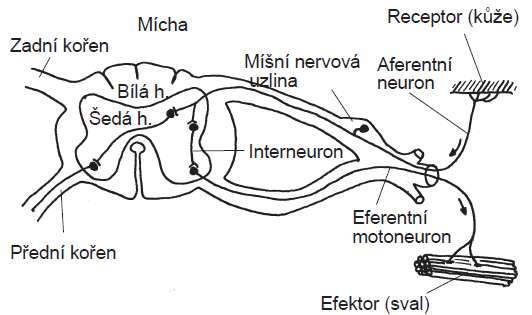 Mícha
Receptor (kůže)
Zadní kořen
Míšní nervová
uzlina
Aferentní
neuron
Bílá h.
Šedá h.
Interneuron
Eferentní
motoneuron
Přední kořen
Efektor (sval)